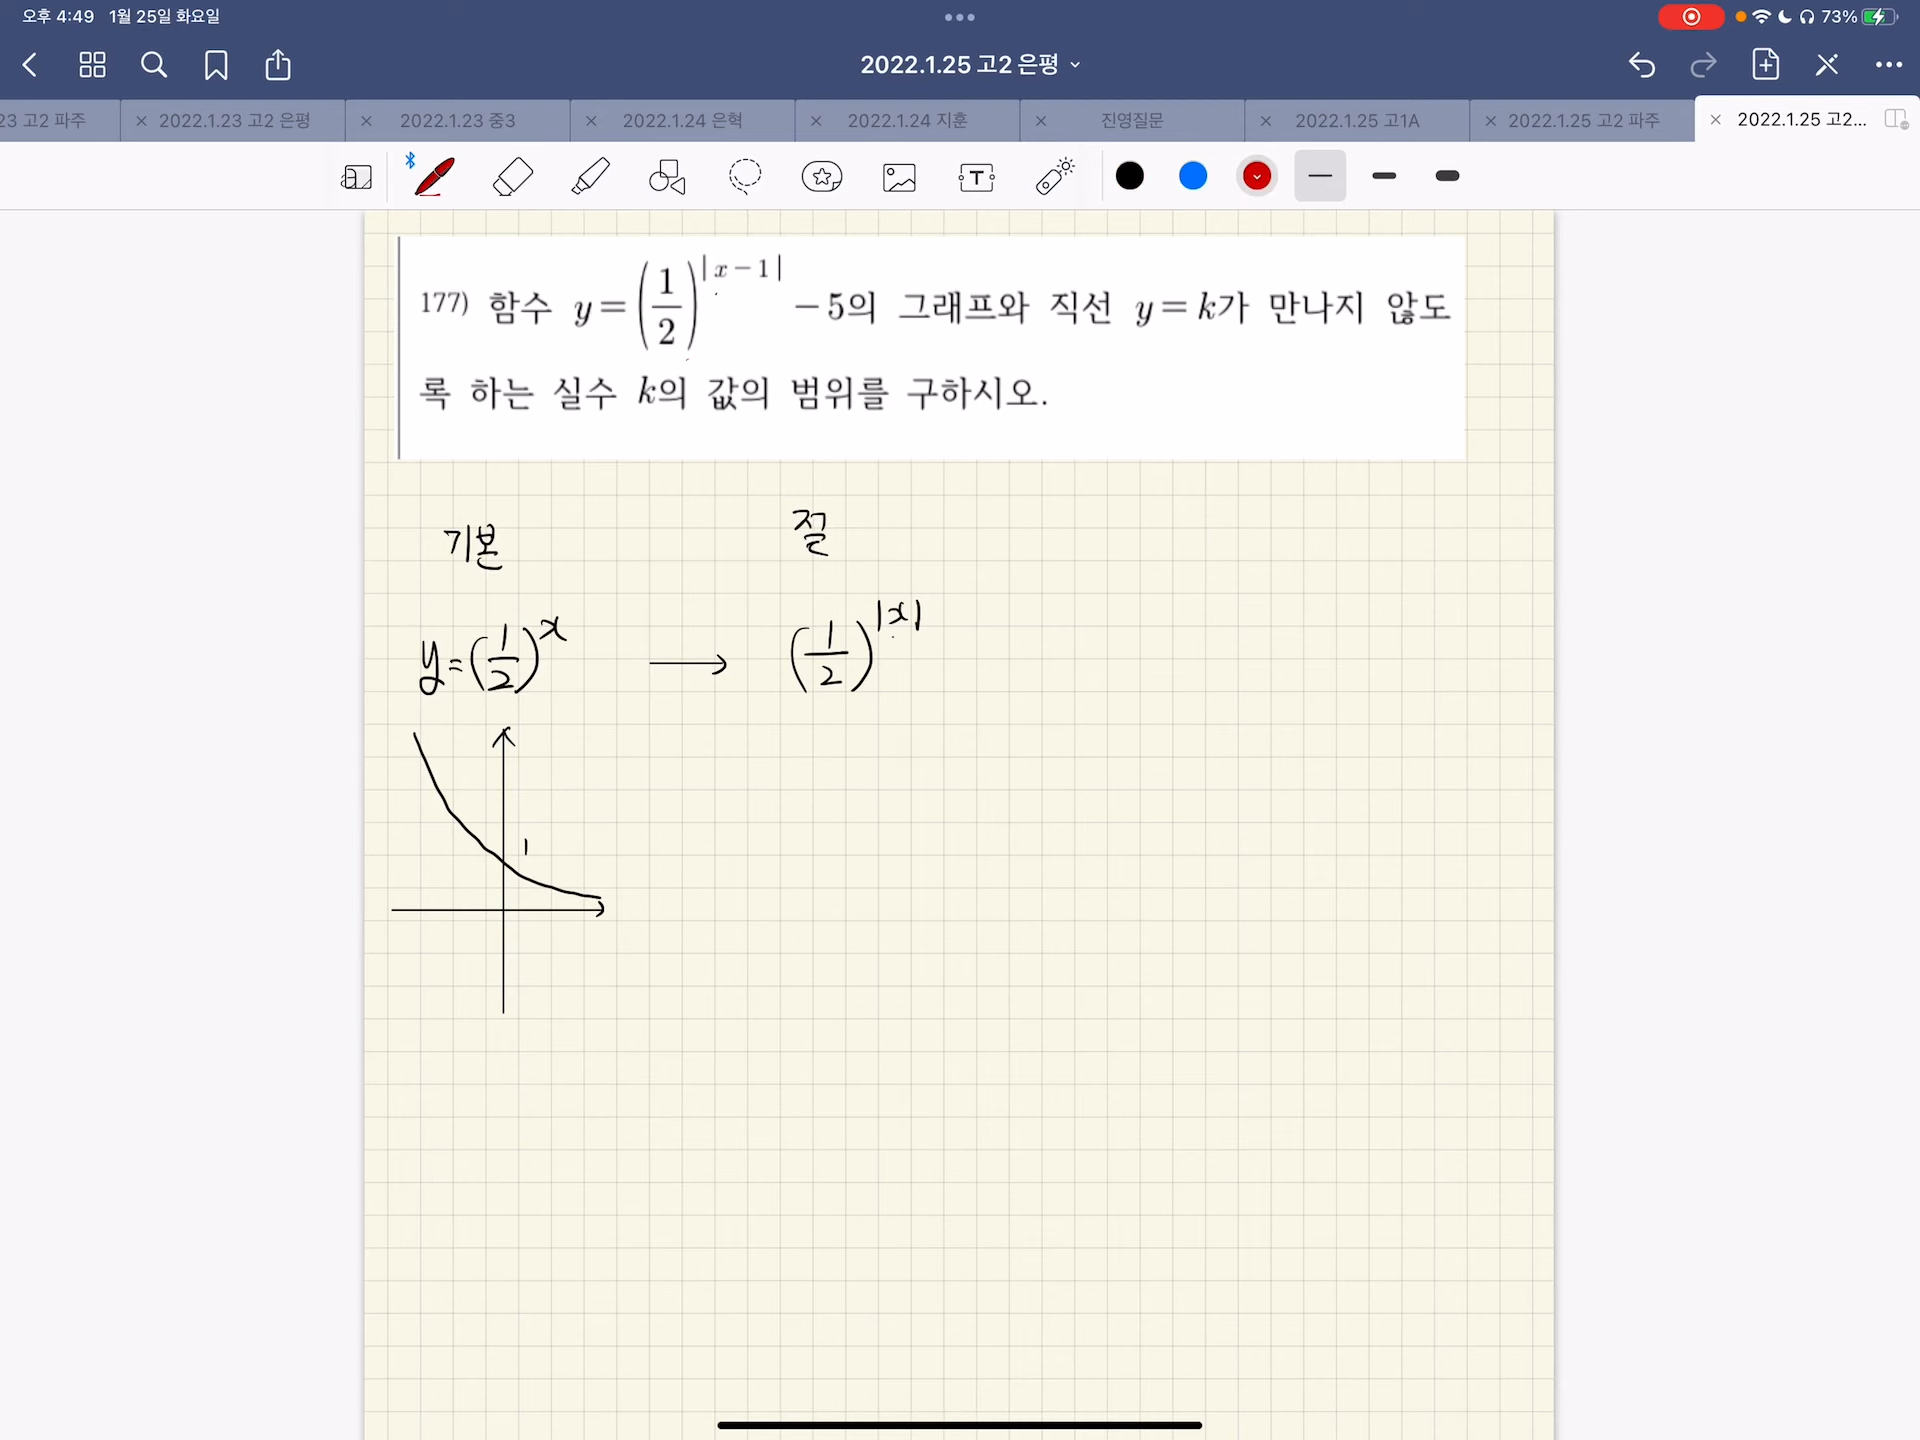 오후 4:49 1월 25일 화요일
73%
2022.1.25 고2 은평
23 고2 파주
2022.1.23 고2 은평
2022.1.23 중3
2022.1.24 은혁
2022.1.24 지훈
진영질문
2022.1.25 고1A
2022.1.25 고2 파주
2022.1.25 고2...
177) 함수 y=(1/2)^|x-1| -5의 그래프와 직선 y=k가 만나지 않도
록 하는 실수 k의 값의 범위를 구하시오.
기본 절
y=(1/2)^x → (1/2)^|x|
1